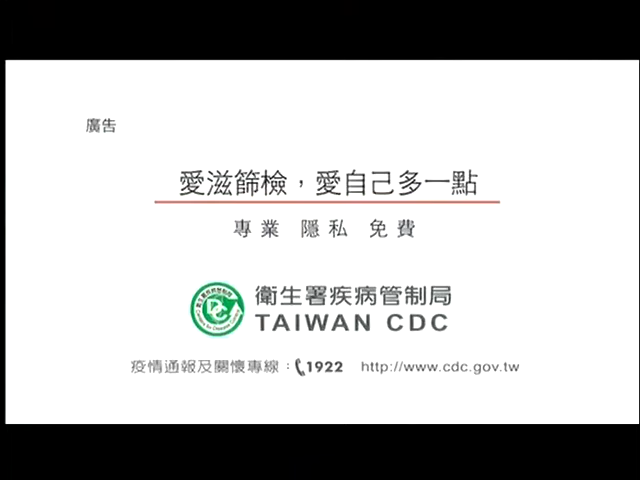 廣告
愛滋篩檢，愛自己多一點
專業 隱私 免費
衛生署疾病管制局
TAIWAN CDC
疫情通報及關懷專線：1922 http://www.cdc.gov.tw